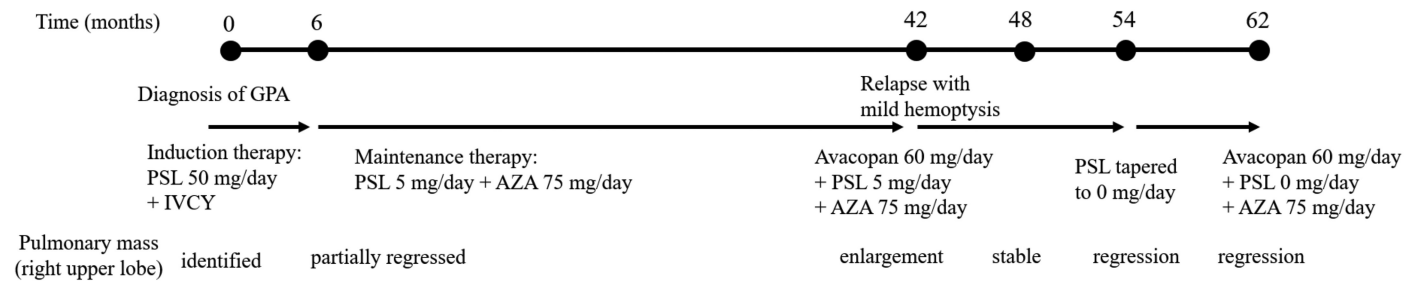 Time (months)
0
6
42
48
54
62
Diagnosis of GPA
Relapse with
mild hemoptysis
Induction therapy:
PSL 50 mg/day
+ IVCY
Maintenance therapy:
PSL 5 mg/day + AZA 75 mg/day
Avacopan 60 mg/day
+ PSL 5 mg/day
+ AZA 75 mg/day
PSL tapered
to 0 mg/day
Avacopan 60 mg/day
+ PSL 0 mg/day
+ AZA 75 mg/day
Pulmonary mass
(right upper lobe)
identified
partially regressed
enlargement
stable
regression
regression